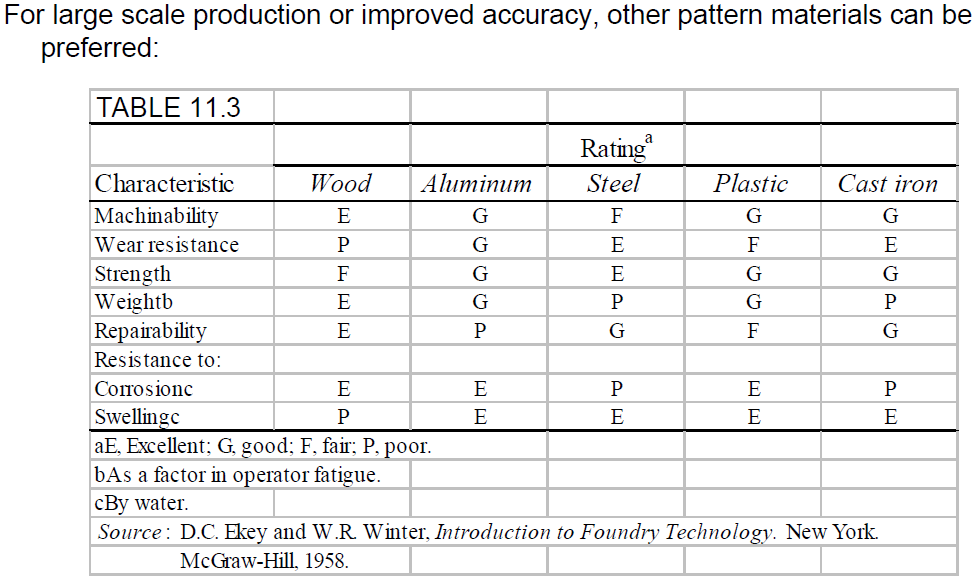 For large scale production or improved accuracy, other pattern materials can be
preferred:
TABLE 11.3
Ratingª
Characteristic Wood Aluminum Steel Plastic Cast iron
Machinability E G F G G
Wear resistance P G E F E
Strength F G E G G
Weightb E G P G P
Repairability E P G F G
Resistance to:
Corrosionc E E P E P
Swellingc P E E E E
aE, Excellent; G, good; F, fair; P, poor.
bAs a factor in operator fatigue.
cBy water.
Source : D.C. Ekey and W.R. Winter, Introduction to Foundry Technology. New York.
McGraw-Hill, 1958.